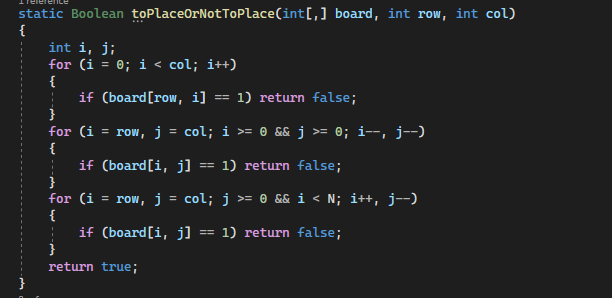 1 reference
static Boolean toPlaceOrNotToPlace(int[,] board, int row, int col)
{
    int i, j;
    for (i = 0; i < col; i++)
    {
        if (board[row, i] == 1) return false;
    }
    for (i = row, j = col; i >= 0 && j >= 0; i--, j--)
    {
        if (board[i, j] == 1) return false;
    }
    for (i = row, j = col; j >= 0 && i < N; i++, j--)
    {
        if (board[i, j] == 1) return false;
    }
    return true;
}